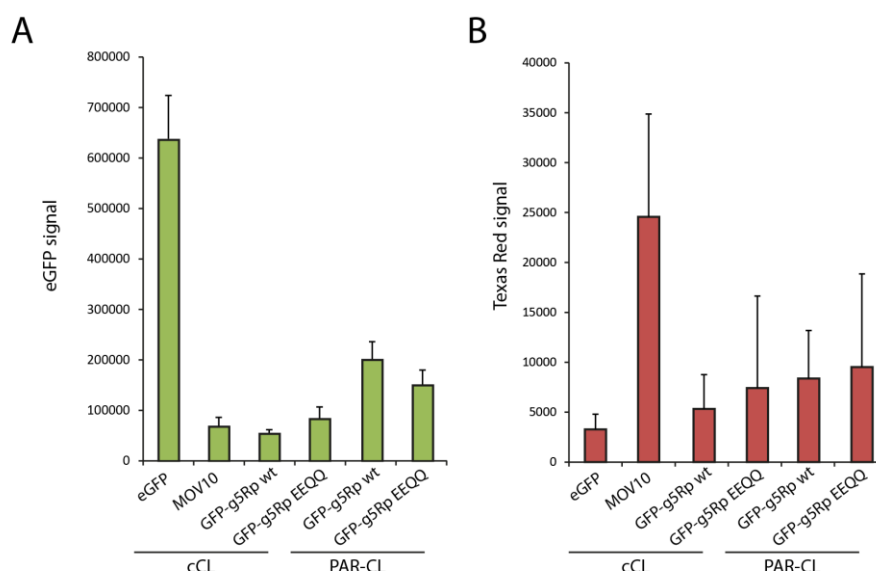 A
eGFP signal
800000
700000
600000
500000
400000
300000
200000
100000
0
eGFP
MOV10
GFP-g5Rp wt
GFP-g5Rp EEQQ
GFP-g5Rp wt
GFP-g5Rp EEQQ
cCL
PAR-CL
B
Texas Red signal
40000
35000
30000
25000
20000
15000
10000
5000
0
eGFP
MOV10
GFP-g5Rp wt
GFP-g5Rp EEQQ
GFP-g5Rp wt
GFP-g5Rp EEQQ
cCL
PAR-CL